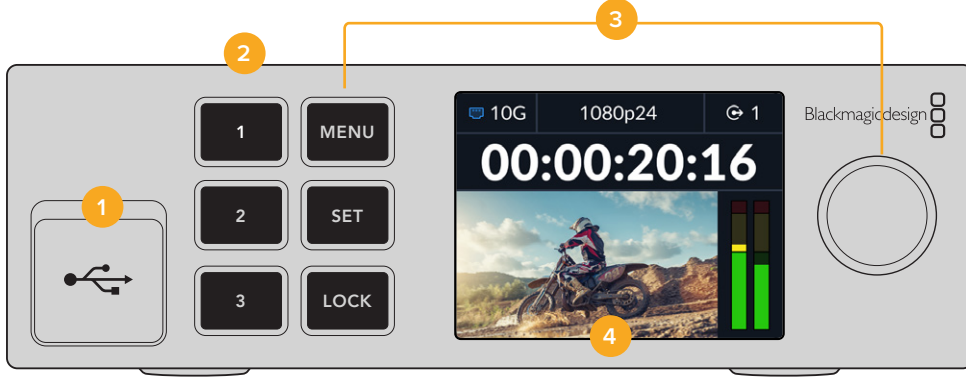 3
2
1 MENU
10G 1080p24 1
Blackmagicdesign
00:00:20:16
1
2 SET
3 LOCK
4